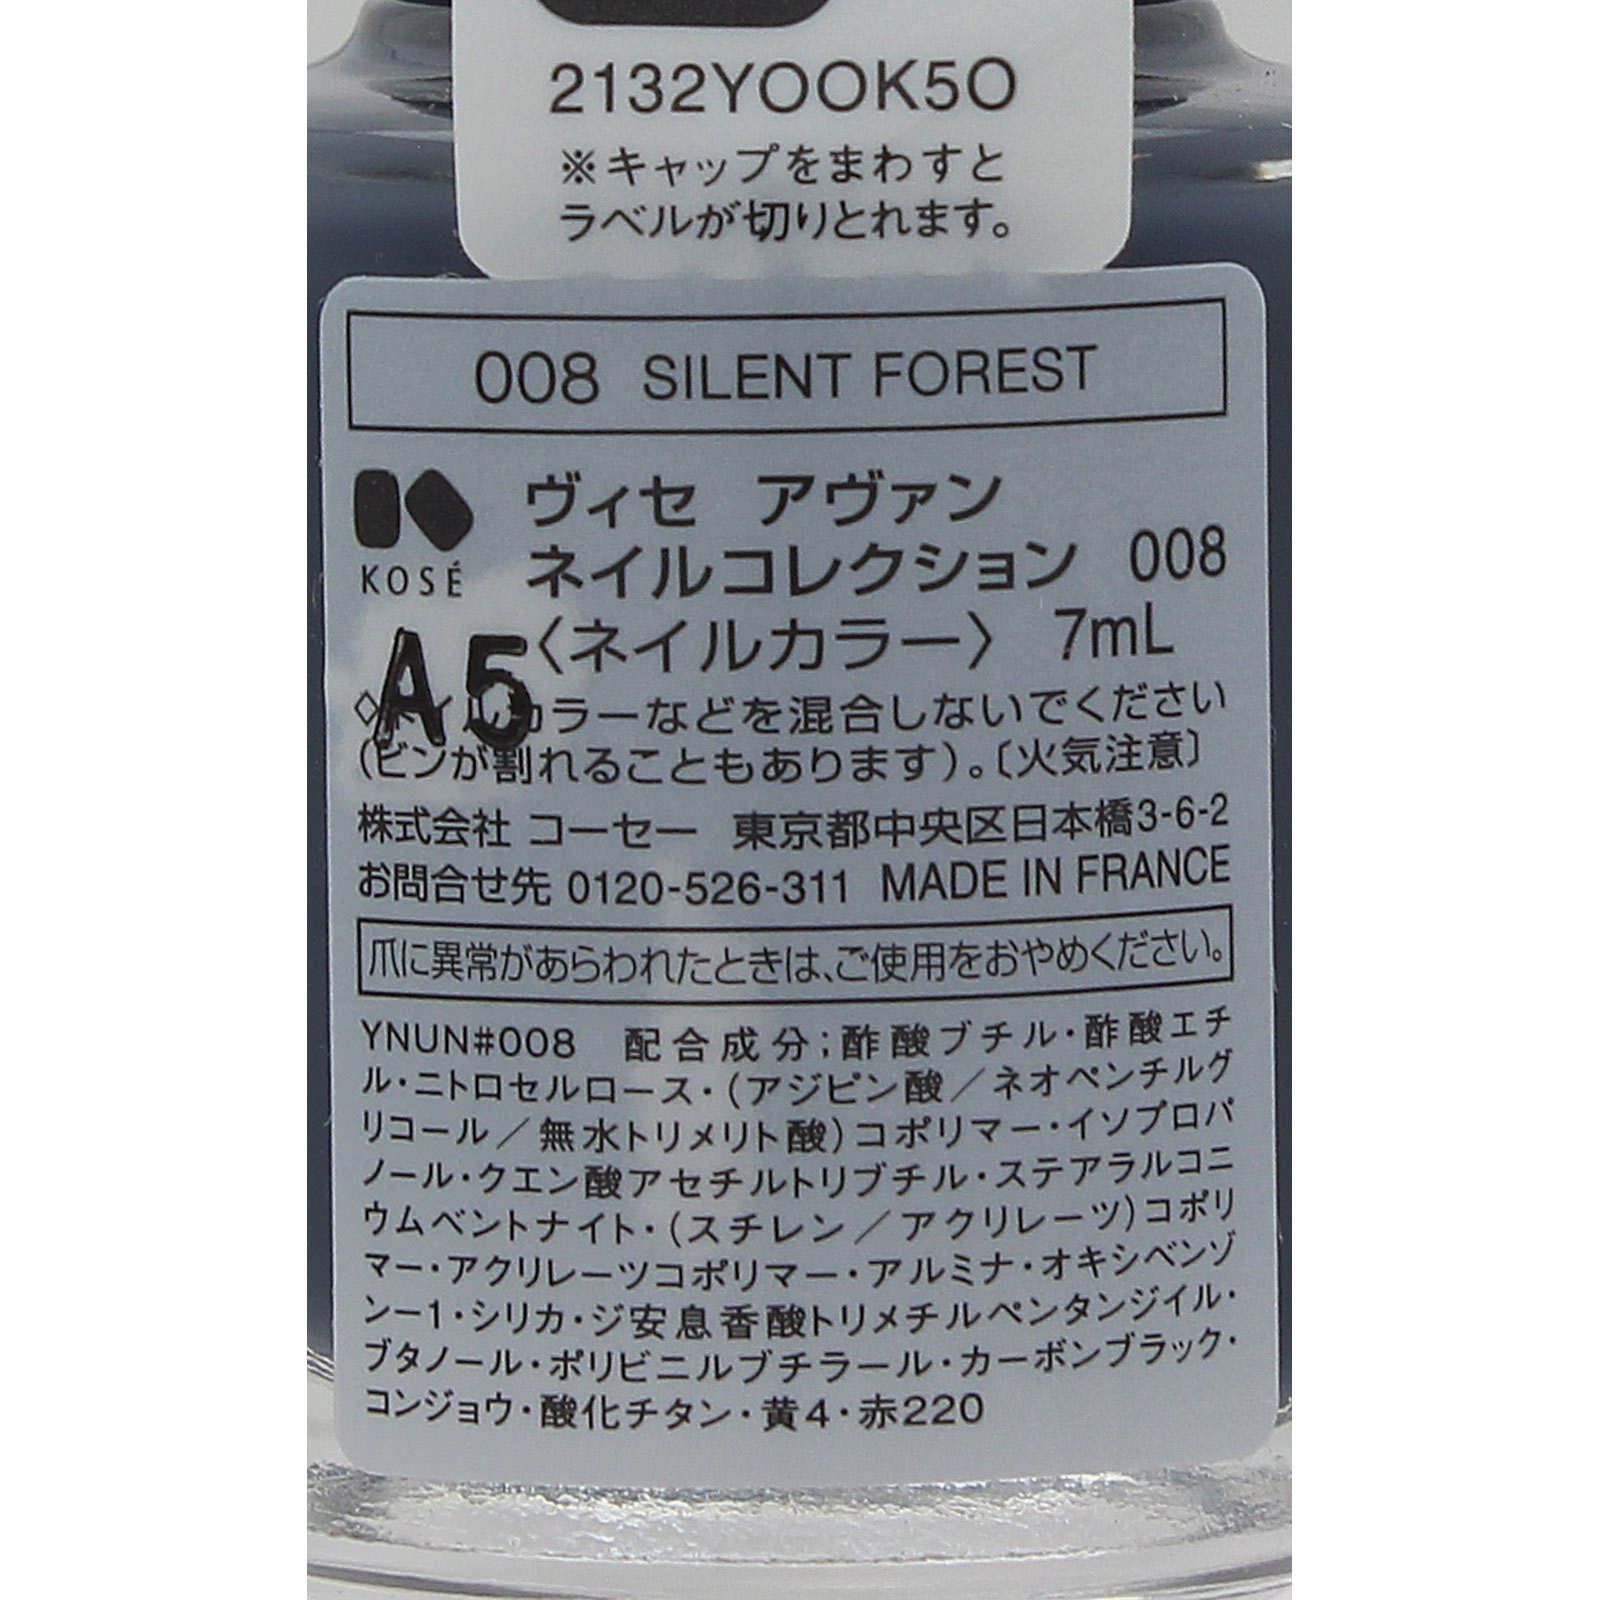 2132YOOK5O
※キャップをまわすと
ラベルが切りとれます。
008 SILENT FOREST
KOSÉ
ヴィセ アヴァン
ネイルコレクション 008
〈ネイルカラー〉 7mL
A5
◇ネイルカラーなどを混合しないでください
(ビンが割れることもあります)。〔火気注意〕
株式会社 コーセー 東京都中央区日本橋3-6-2
お問合せ先 0120-526-311 MADE IN FRANCE
爪に異常があらわれたときは、ご使用をおやめください。
YNUN#008 配合成分;酢酸ブチル・酢酸エチ
ル・ニトロセルロース・(アジピン酸/ネオペンチルグ
リコール/無水トリメリト酸)コポリマー・イソプロパ
ノール・クエン酸アセチルトリブチル・ステアラルコニ
ウムベントナイト・(スチレン/アクリレーツ)コポリ
マー・アクリレーツコポリマー・アルミナ・オキシベンゾ
ン-1・シリカ・ジ安息香酸トリメチルペンタンジイル・
ブタノール・ポリビニルブチラール・カーボンブラック・
コンジョウ・酸化チタン・黄4・赤220